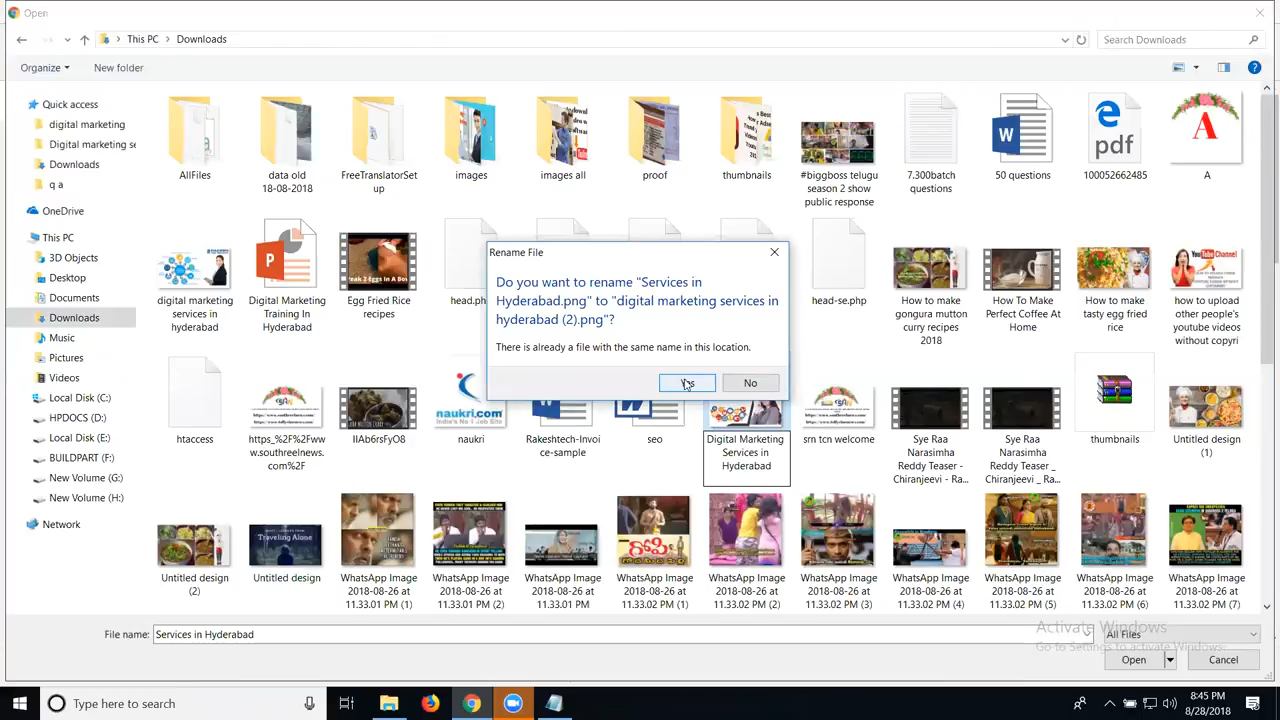 Open
This PC
Downloads
Search Downloads
Organize
New folder
Quick access
digital marketing
Digital marketing se
Downloads
q a
OneDrive
This PC
3D Objects
Desktop
Documents
Downloads
Music
Pictures
Videos
Local Disk (C:)
HPDOCS (D:)
Local Disk (E:)
BUILDPART (F:)
New Volume (G:)
New Volume (H:)
Network
AllFiles
data old
18-08-2018
FreeTranslatorSet
up
images
images all
proof
thumbnails
#biggboss telugu
season 2 show
public response
7.300batch
questions
50 questions
pdf
100052662485
A
A
digital marketing
services in
hyderabad
Digital Marketing
Training In
Hyderabad
Egg Fried Rice
recipes
head.ph
head-se.php
How to make
gongura mutton
curry recipes
2018
How To Make
Perfect Coffee At
Home
How to make
tasty egg fried
rice
how to upload
other people's
youtube videos
without copyri
Rename File
Do you want to rename "Services in
Hyderabad.png" to "digital marketing services in
hyderabad (2).png"?
There is already a file with the same name in this location.
Yes
No
htaccess
https_%2F%2Fww
w.southreelnews.
com%2F
IIAb6rsFyO8
naukri.com
naukri
Rakeshtech-Invoi
ce-sample
seo
Digital Marketing
Services in
Hyderabad
srn tcn welcome
Sye Raa
Narasimha
Reddy Teaser -
Chiranjeevi - Ra...
Sye Raa
Narasimha
Reddy Teaser _
Chiranjeevi _ Ra...
thumbnails
Untitled design
(1)
Untitled design
(2)
Traveling Alone
Untitled design
WhatsApp Image
2018-08-26 at
11.33.01 PM (1)
WhatsApp Image
2018-08-26 at
11.33.01 PM (2)
WhatsApp Image
2018-08-26 at
11.33.01 PM
WhatsApp Image
2018-08-26 at
11.33.02 PM (1)
WhatsApp Image
2018-08-26 at
11.33.02 PM (2)
WhatsApp Image
2018-08-26 at
11.33.02 PM (3)
WhatsApp Image
2018-08-26 at
11.33.02 PM (4)
WhatsApp Image
2018-08-26 at
11.33.02 PM (5)
WhatsApp Image
2018-08-26 at
11.33.02 PM (6)
WhatsApp Image
2018-08-26 at
11.33.02 PM (7)
File name:
Services in Hyderabad
All Files
Activate Windows
Go to Settings to activate Windows.
Open
Cancel
Type here to search
8:45 PM
8/28/2018